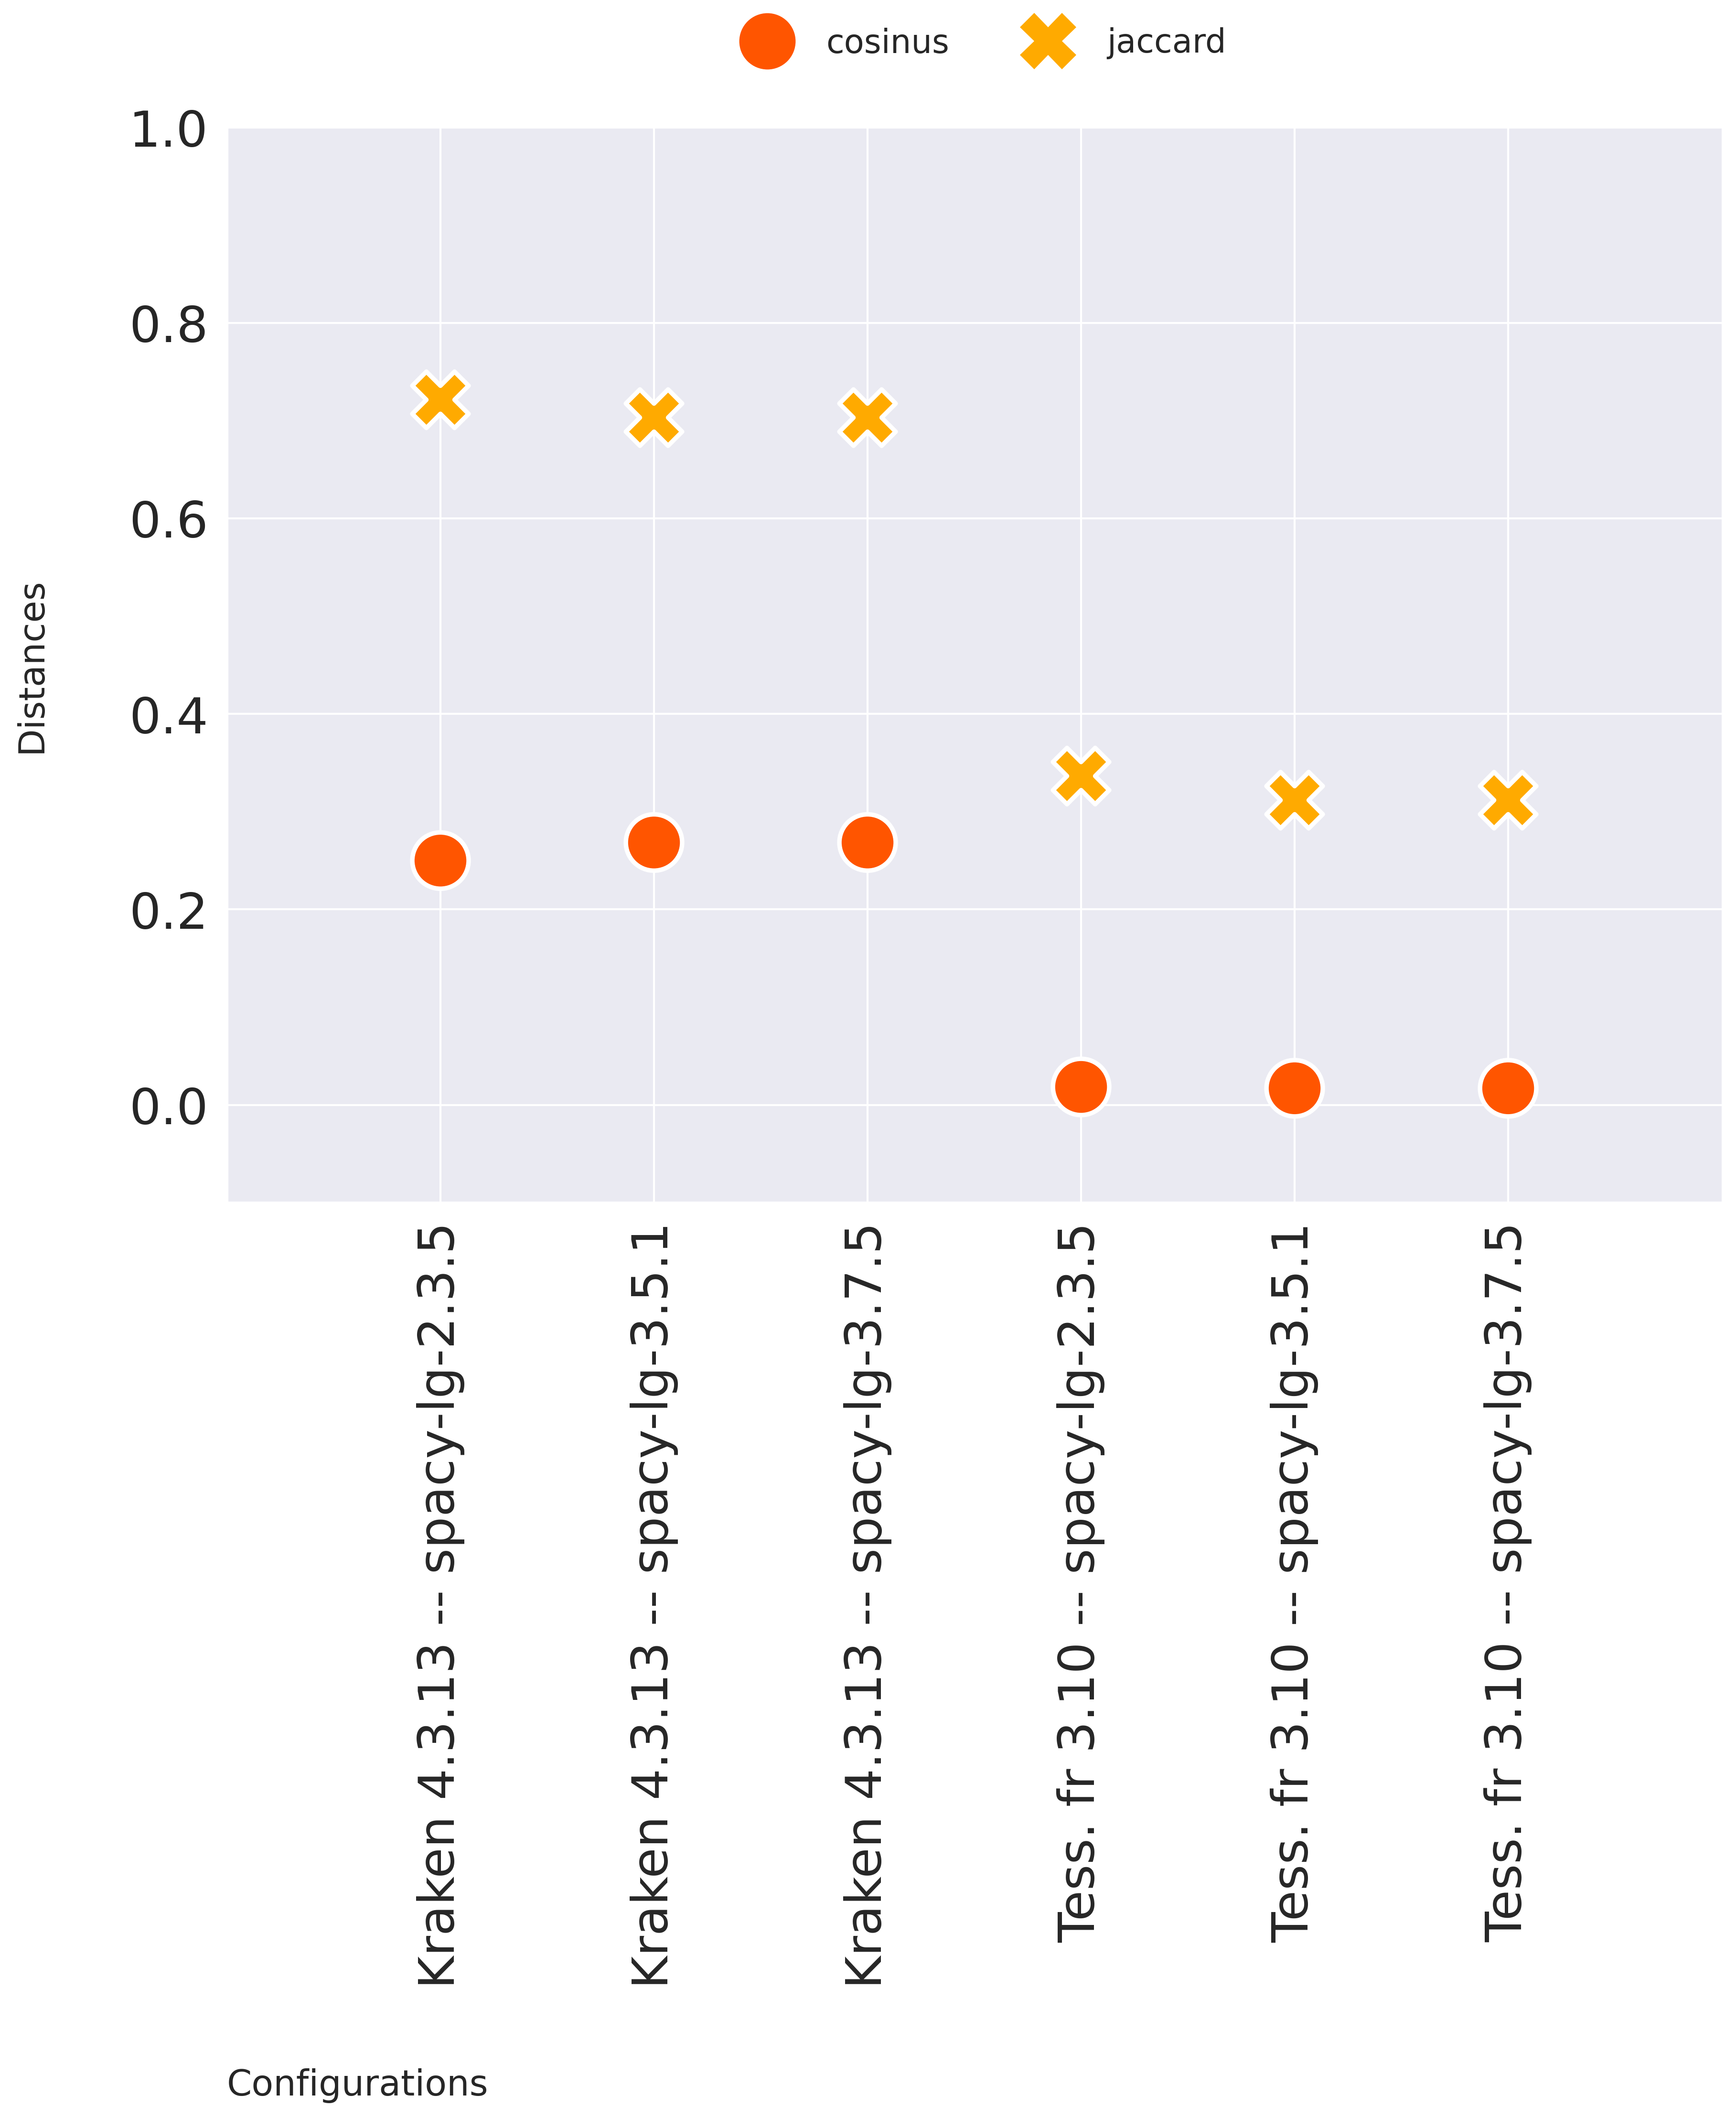 cosinus
jaccard
1.0
0.8
0.6
0.4
0.2
0.0
Distances
Kraken 4.3.13 -- spacy-lg-2.3.5
Kraken 4.3.13 -- spacy-lg-3.5.1
Kraken 4.3.13 -- spacy-lg-3.7.5
Tess. fr 3.10 -- spacy-lg-2.3.5
Tess. fr 3.10 -- spacy-lg-3.5.1
Tess. fr 3.10 -- spacy-lg-3.7.5
Configurations